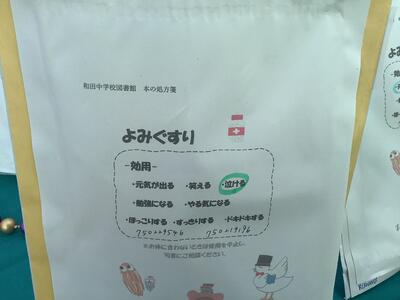 和田中学校図書館 本の処方箋
よみぐすり
-効用-
・元気が出る ・笑える ・泣ける
・勉強になる ・やる気になる
・ほっこりする ・すっきりする ・ドキドキする
750229546 750219196
※お体に合わないときは使用を中止し、
司書にご相談ください。